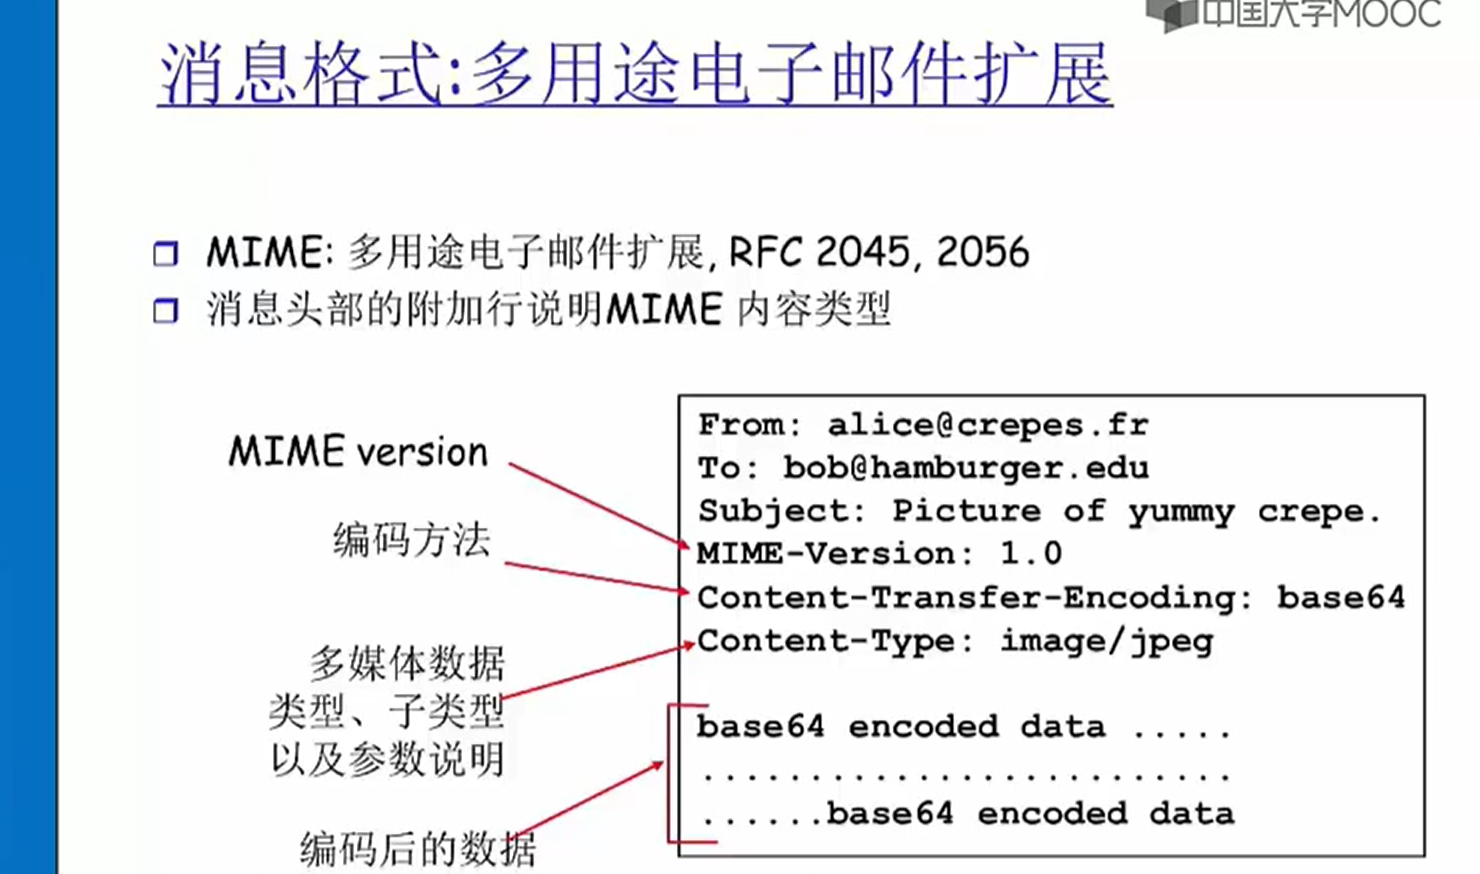 中国大学MOOC
消息格式:多用途电子邮件扩展
MIME: 多用途电子邮件扩展, RFC 2045, 2056
消息头部的附加行说明MIME 内容类型
MIME version
编码方法
多媒体数据
类型、子类型
以及参数说明
编码后的数据
From: alice@crepes.fr
To: bob@hamburger.edu
Subject: Picture of yummy crepe.
MIME-Version: 1.0
Content-Transfer-Encoding: base64
Content-Type: image/jpeg
base64 encoded data .....
.........................
......base64 encoded data